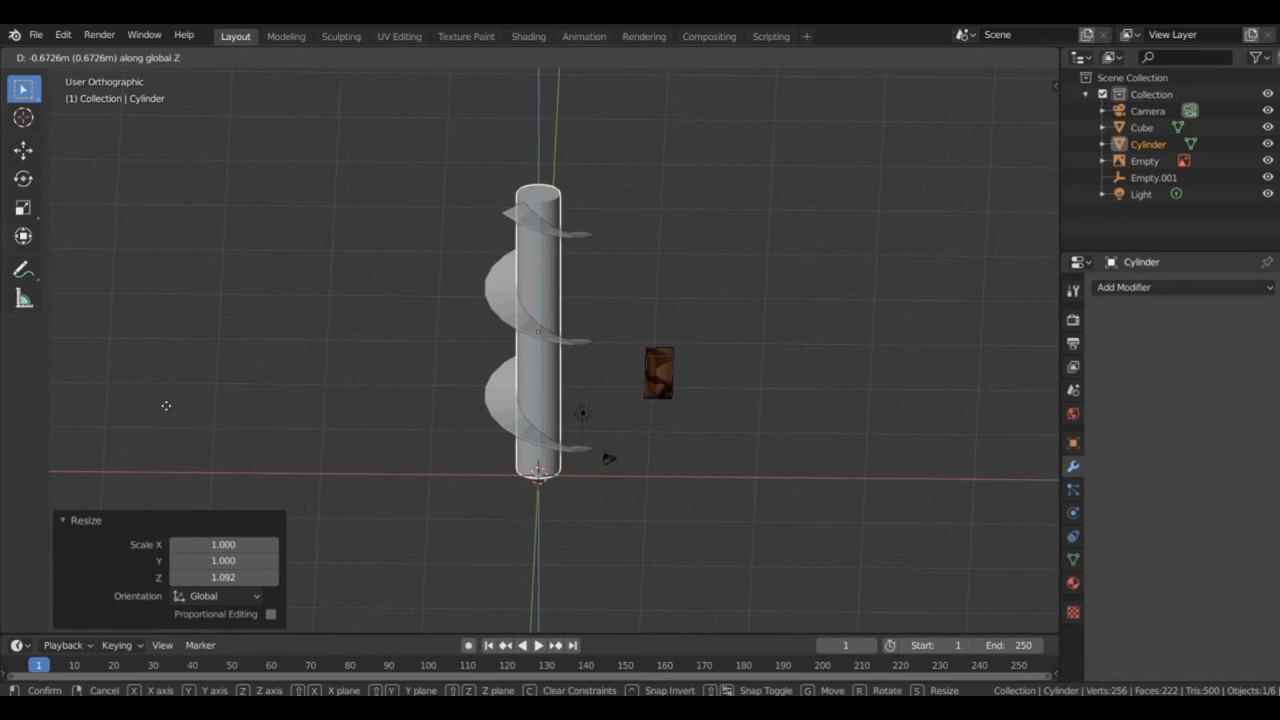 File Edit Render Window Help Layout Modeling Sculpting UV Editing Texture Paint Shading Animation Rendering Compositing Scripting + Scene View Layer
D: -0.6726m (0.6726m) along global Z
User Orthographic
(1) Collection | Cylinder
Scene Collection
Collection
Camera
Cube
Cylinder
Empty
Empty.001
Light
Cylinder
Add Modifier
Resize
Scale X 1.000
Y 1.000
Z 1.092
Orientation Global
Proportional Editing
Playback Keying View Marker 1 Start: 1 End: 250
1 10 20 30 40 50 60 70 80 90 100 110 120 130 140 150 160 170 180 190 200 210 220 230 240 250
Confirm Cancel X X axis Y Y axis Z Z axis X X plane Y Y plane Z Z plane C Clear Constraints Snap Invert Snap Toggle G Move R Rotate S Resize Collection | Cylinder | Verts:256 | Faces:222 | Tris:500 | Objects:1/6